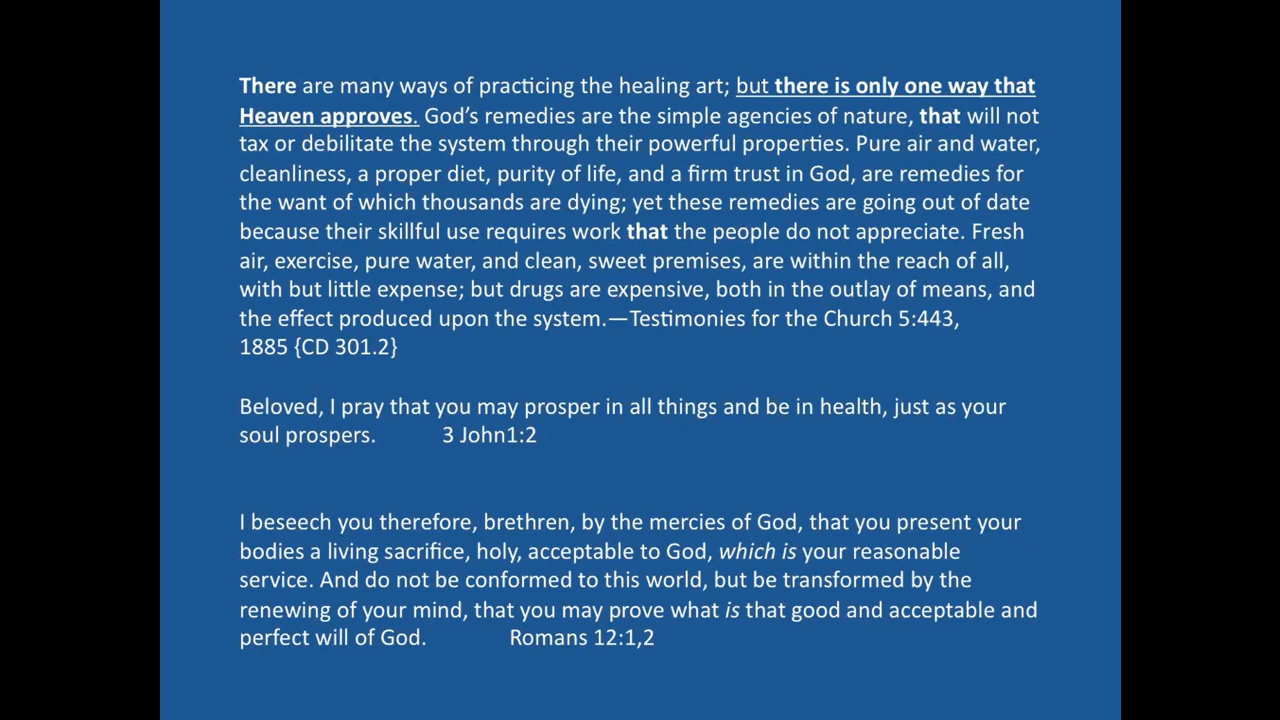 There are many ways of practicing the healing art; but there is only one way that
Heaven approves. God’s remedies are the simple agencies of nature, that will not
tax or debilitate the system through their powerful properties. Pure air and water,
cleanliness, a proper diet, purity of life, and a firm trust in God, are remedies for
the want of which thousands are dying; yet these remedies are going out of date
because their skillful use requires work that the people do not appreciate. Fresh
air, exercise, pure water, and clean, sweet premises, are within the reach of all,
with but little expense; but drugs are expensive, both in the outlay of means, and
the effect produced upon the system.—Testimonies for the Church 5:443,
1885 {CD 301.2}
Beloved, I pray that you may prosper in all things and be in health, just as your
soul prospers. 3 John1:2
I beseech you therefore, brethren, by the mercies of God, that you present your
bodies a living sacrifice, holy, acceptable to God, which is your reasonable
service. And do not be conformed to this world, but be transformed by the
renewing of your mind, that you may prove what is that good and acceptable and
perfect will of God. Romans 12:1,2